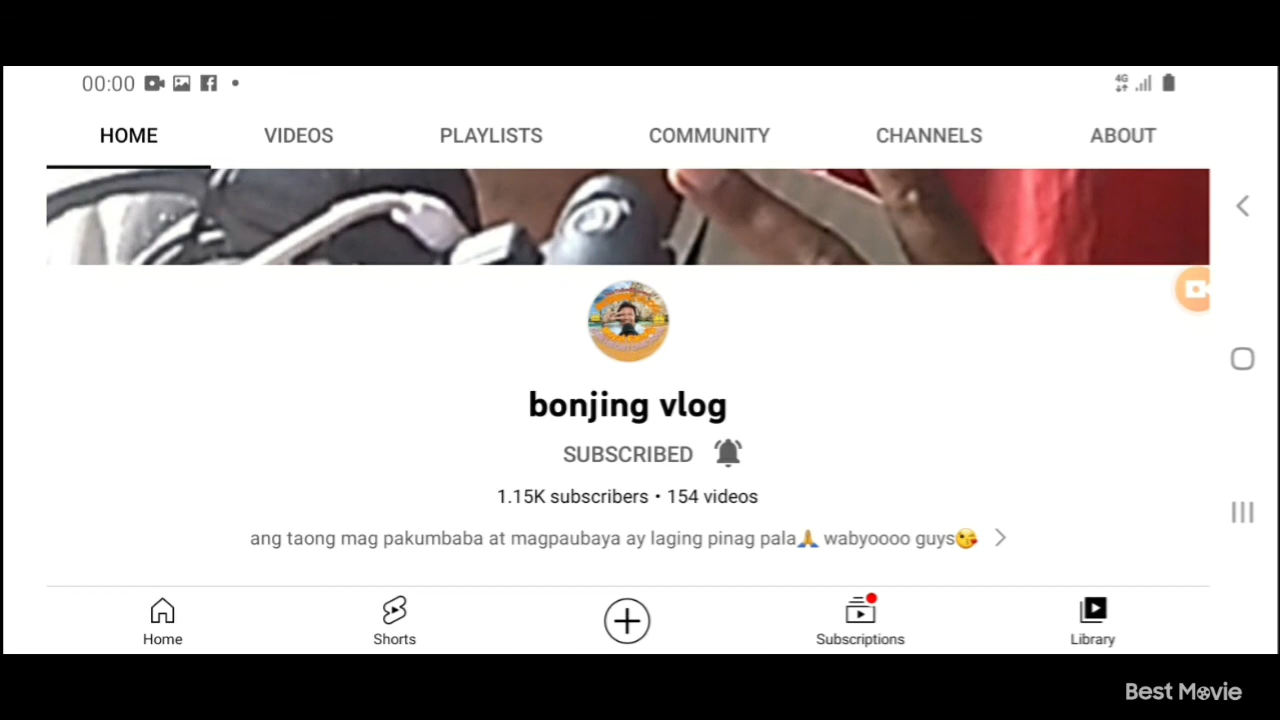 00:00 4G
HOME VIDEOS PLAYLISTS COMMUNITY CHANNELS ABOUT
bonjing vlog
SUBSCRIBED
1.15K subscribers • 154 videos
ang taong mag pakumbaba at magpaubaya ay laging pinag pala🙏 wabyoooo guys😘
Home Shorts Subscriptions Library
Best Movie